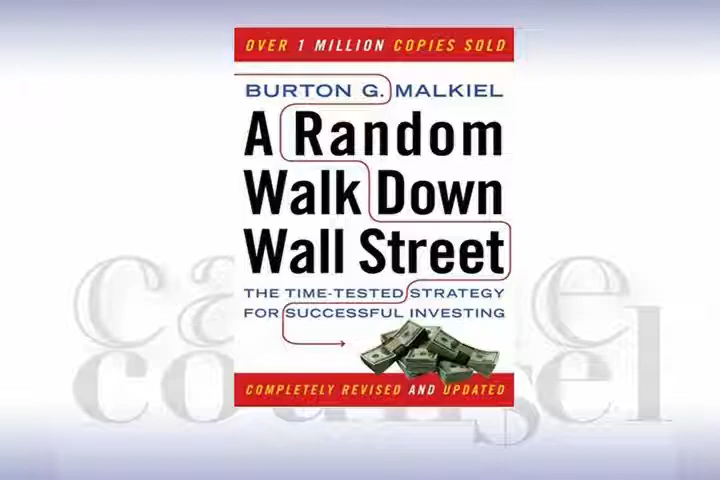 OVER 1 MILLION COPIES SOLD
BURTON G. MALKIEL
A Random
Walk Down
Wall Street
THE TIME-TESTED STRATEGY
FOR SUCCESSFUL INVESTING
COMPLETELY REVISED AND UPDATED
counsel